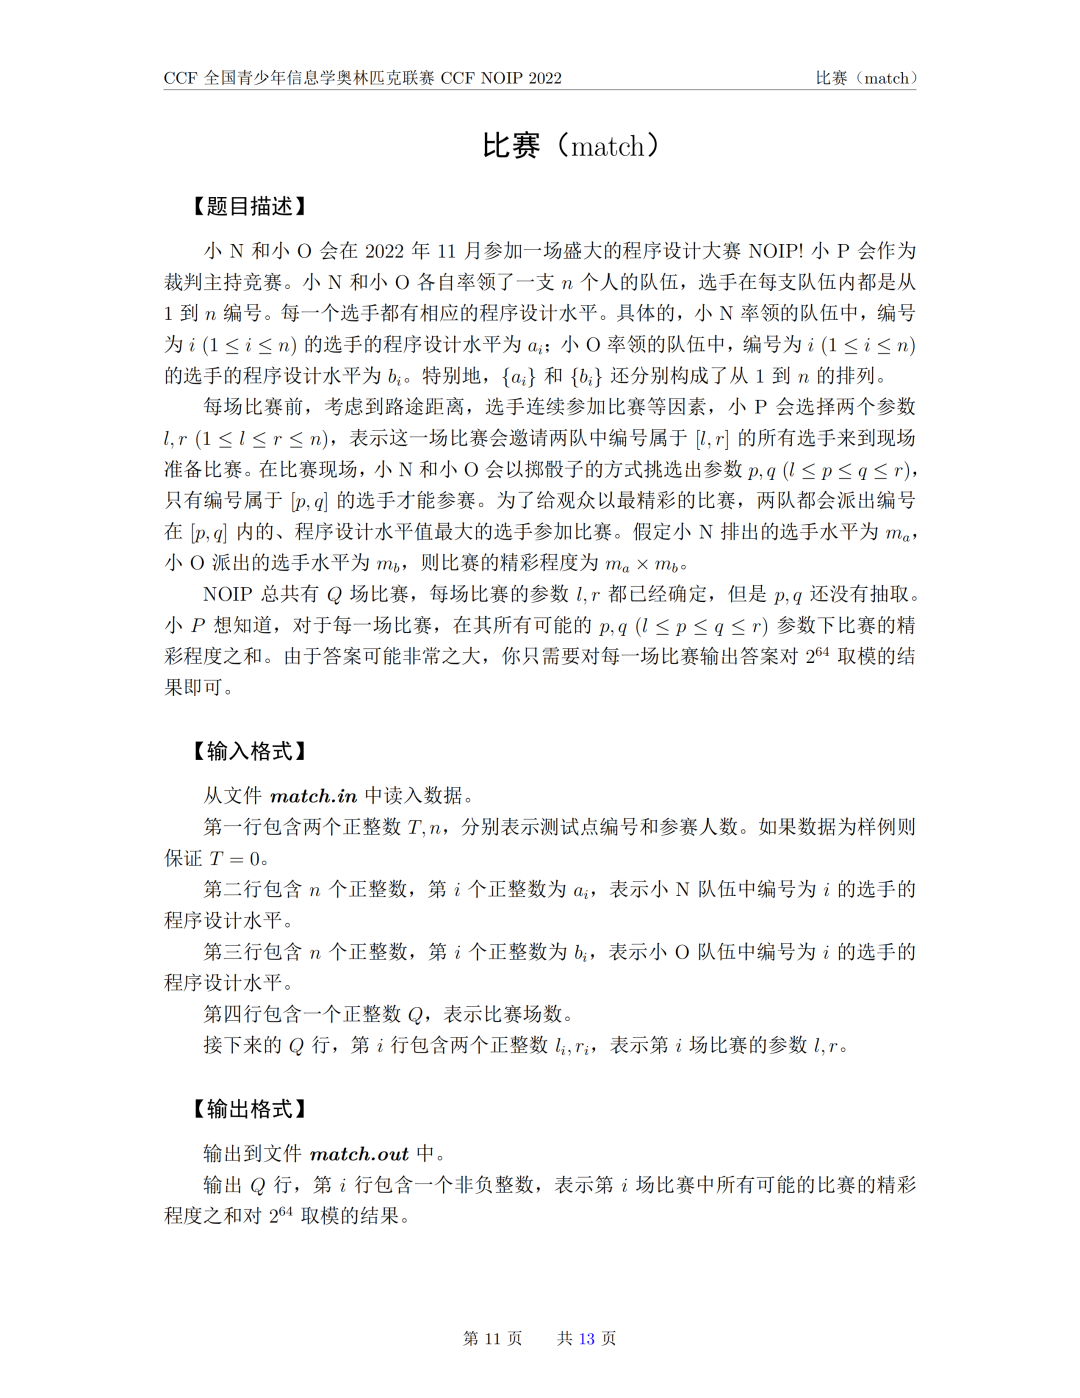 CCF 全国青少年信息学奥林匹克联赛 CCF NOIP 2022 比赛（match）
比赛（match）
【题目描述】
小 N 和小 O 会在 2022 年 11 月参加一场盛大的程序设计大赛 NOIP! 小 P 会作为
裁判主持竞赛。小 N 和小 O 各自率领了一支 n 个人的队伍，选手在每支队伍内都是从
1 到 n 编号。每一个选手都有相应的程序设计水平。具体的，小 N 率领的队伍中，编号
为 i (1 ≤ i ≤ n) 的选手的程序设计水平为 aᵢ；小 O 率领的队伍中，编号为 i (1 ≤ i ≤ n)
的选手的程序设计水平为 bᵢ。特别地，{aᵢ} 和 {bᵢ} 还分别构成了从 1 到 n 的排列。
每场比赛前，考虑到路途距离，选手连续参加比赛等因素，小 P 会选择两个参数
l, r (1 ≤ l ≤ r ≤ n)，表示这一场比赛会邀请两队中编号属于 [l, r] 的所有选手来到现场
准备比赛。在比赛现场，小 N 和小 O 会以掷骰子的方式挑选出参数 p, q (l ≤ p ≤ q ≤ r)，
只有编号属于 [p, q] 的选手才能参赛。为了给观众以最精彩的比赛，两队都会派出编号
在 [p, q] 内的、程序设计水平值最大的选手参加比赛。假定小 N 排出的选手水平为 mₐ，
小 O 派出的选手水平为 m_b，则比赛的精彩程度为 mₐ × m_b。
NOIP 总共有 Q 场比赛，每场比赛的参数 l, r 都已经确定，但是 p, q 还没有抽取。
小 P 想知道，对于每一场比赛，在其所有可能的 p, q (l ≤ p ≤ q ≤ r) 参数下比赛的精
彩程度之和。由于答案可能非常之大，你只需要对每一场比赛输出答案对 2⁶⁴ 取模的结
果即可。
【输入格式】
从文件 match.in 中读入数据。
第一行包含两个正整数 T, n，分别表示测试点编号和参赛人数。如果数据为样例则
保证 T = 0。
第二行包含 n 个正整数，第 i 个正整数为 aᵢ，表示小 N 队伍中编号为 i 的选手的
程序设计水平。
第三行包含 n 个正整数，第 i 个正整数为 bᵢ，表示小 O 队伍中编号为 i 的选手的
程序设计水平。
第四行包含一个正整数 Q，表示比赛场数。
接下来的 Q 行，第 i 行包含两个正整数 lᵢ, rᵢ，表示第 i 场比赛的参数 l, r。
【输出格式】
输出到文件 match.out 中。
输出 Q 行，第 i 行包含一个非负整数，表示第 i 场比赛中所有可能的比赛的精彩
程度之和对 2⁶⁴ 取模的结果。
第 11 页 共 13 页